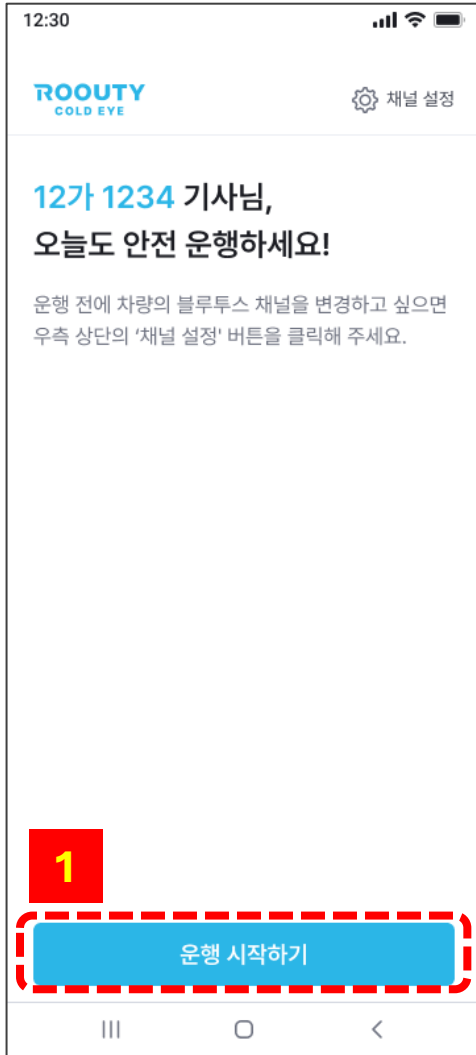 12:30
ROOUTY
COLD EYE
채널 설정
12가 1234 기사님,
오늘도 안전 운행하세요!
운행 전에 차량의 블루투스 채널을 변경하고 싶으면
우측 상단의 ‘채널 설정' 버튼을 클릭해 주세요.
1
운행 시작하기